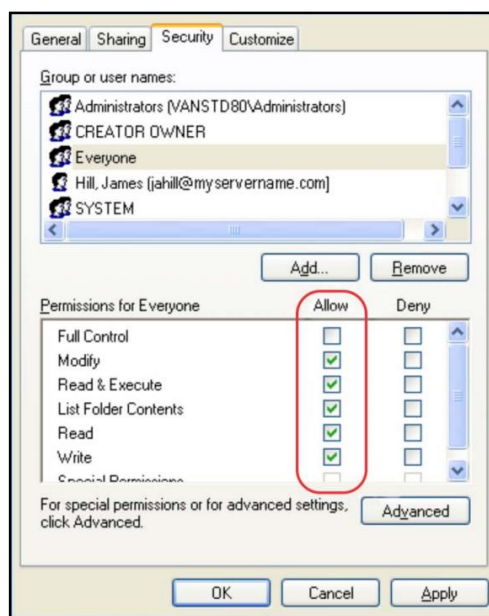 General Sharing Security Customize
Group or user names:
Administrators (VANSTD80\Administrators)
CREATOR OWNER
Everyone
Hill, James (jahill@myservername.com)
SYSTEM
Add... Remove
Permissions for Everyone Allow Deny
Full Control
Modify
Read & Execute
List Folder Contents
Read
Write
Special Permissions
For special permissions or for advanced settings,
click Advanced.
Advanced
OK Cancel Apply